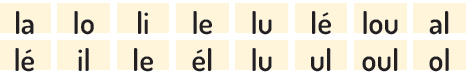 la lo li le lu lé lou al
lé il le él lu ul oul ol